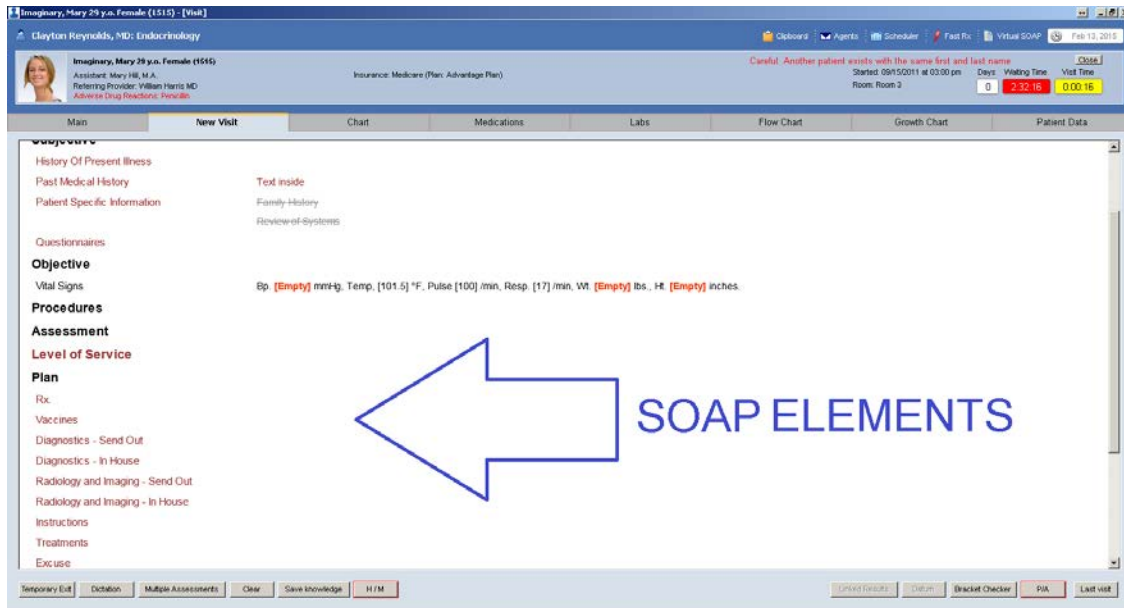 Imaginary, Mary 29 y.o. Female (1515) - [Visit]
Clayton Reynolds, MD: Endocrinology
Clipboard Agents Scheduler Fast Rx Virtual SOAP Feb 13, 2015
Imaginary, Mary 29 y.o. Female (1515)
Assistant: Mary Hill, M.A.
Referring Provider: William Harris MD
Adverse Drug Reactions: Penicillin
Insurance: Medicare (Plan: Advantage Plan)
Careful. Another patient exists with the same first and last name
Close
Started: 09/15/2011 at 03:00 pm
Room: Room 3
Days Waiting Time Visit Time
0 2:32:16 0:00:16
Main New Visit Chart Medications Labs Flow Chart Growth Chart Patient Data
Subjective
History Of Present Illness
Past Medical History Text inside
Patient Specific Information Family History
Review of Systems
Questionnaires
Objective
Vital Signs Bp. [Empty] mmHg, Temp, [101.5] °F, Pulse [100] /min, Resp. [17] /min, Wt. [Empty] lbs., Ht. [Empty] inches.
Procedures
Assessment
Level of Service
Plan
Rx.
Vaccines
Diagnostics - Send Out
Diagnostics - In House
Radiology and Imaging - Send Out
Radiology and Imaging - In House
Instructions
Treatments
Excuse
SOAP ELEMENTS
Temporary Exit Dictation Multiple Assessments Clear Save knowledge H / M Linked Results Bracket Checker P/A Last visit